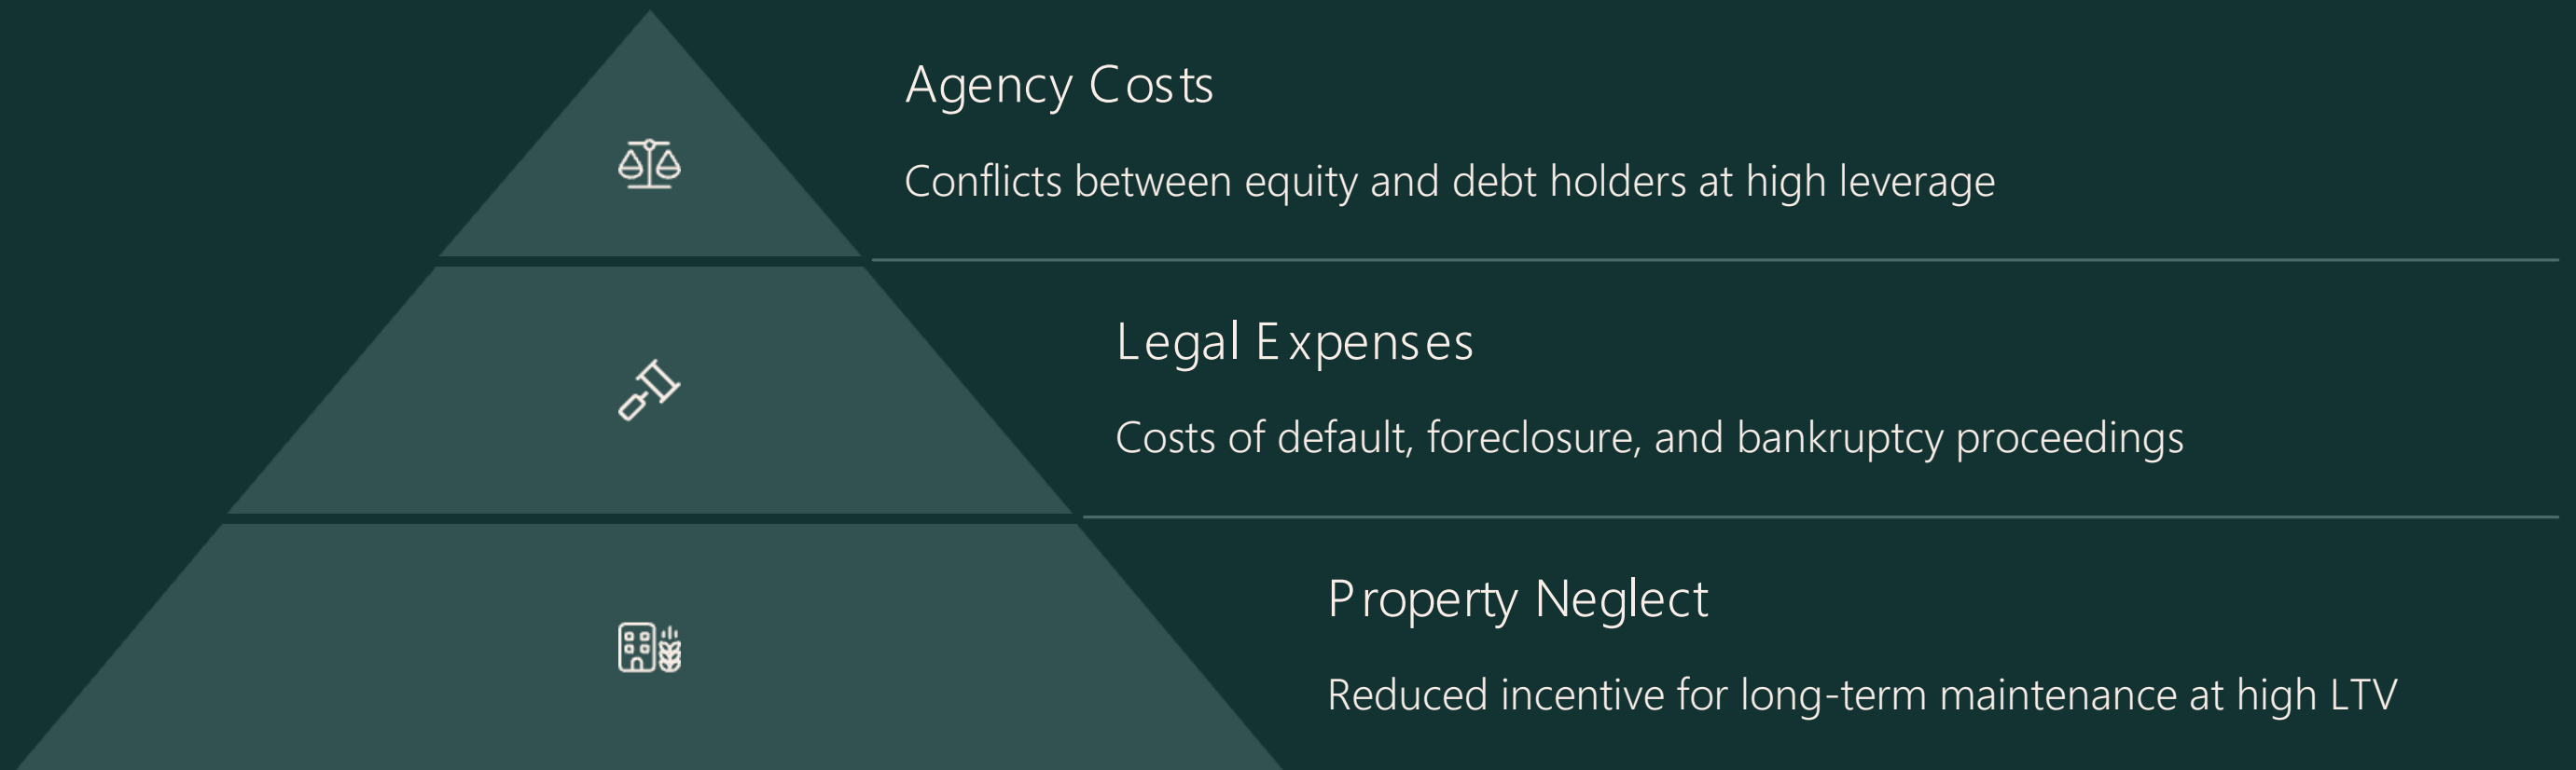 Agency Costs
Conflicts between equity and debt holders at high leverage
Legal Expenses
Costs of default, foreclosure, and bankruptcy proceedings
Property Neglect
Reduced incentive for long-term maintenance at high LTV